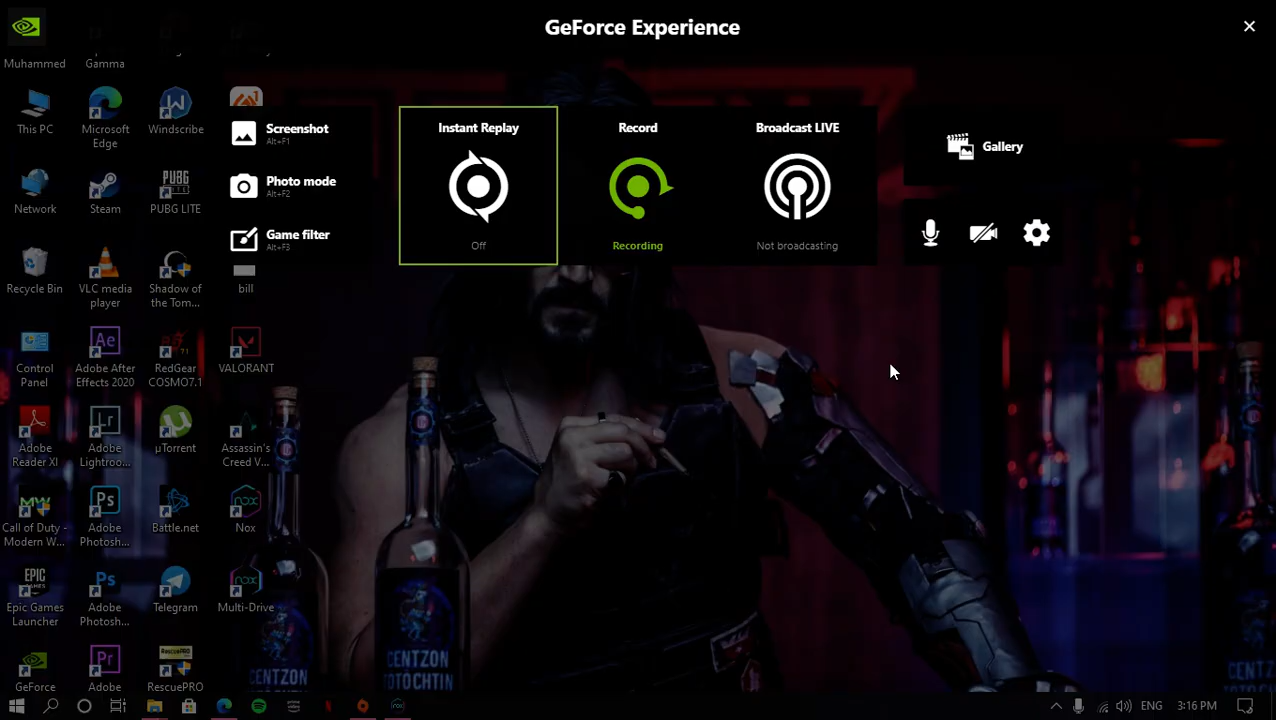 GeForce Experience
Screenshot
Alt+F1
Photo mode
Alt+F2
Game filter
Alt+F3
Instant Replay
Off
Record
Recording
Broadcast LIVE
Not broadcasting
Gallery
Muhammed
Gamma
This PC
Microsoft
Edge
Windscribe
Network
Steam
PUBG LITE
Recycle Bin
VLC media
player
Shadow of
the Tom...
bill
Control
Panel
Adobe After
Effects 2020
RedGear
COSMO7.1
VALORANT
Adobe
Reader XI
Adobe
Lightroo...
µTorrent
Assassin's
Creed V...
Call of Duty -
Modern W...
Adobe
Photosh...
Battle.net
Nox
Epic Games
Launcher
Adobe
Photosh...
Telegram
Multi-Drive
GeForce
Adobe
RescuePRO
CENTZON
TOTOCHTIN
CENTZON
TOTOCHTIN
ENG
3:16 PM